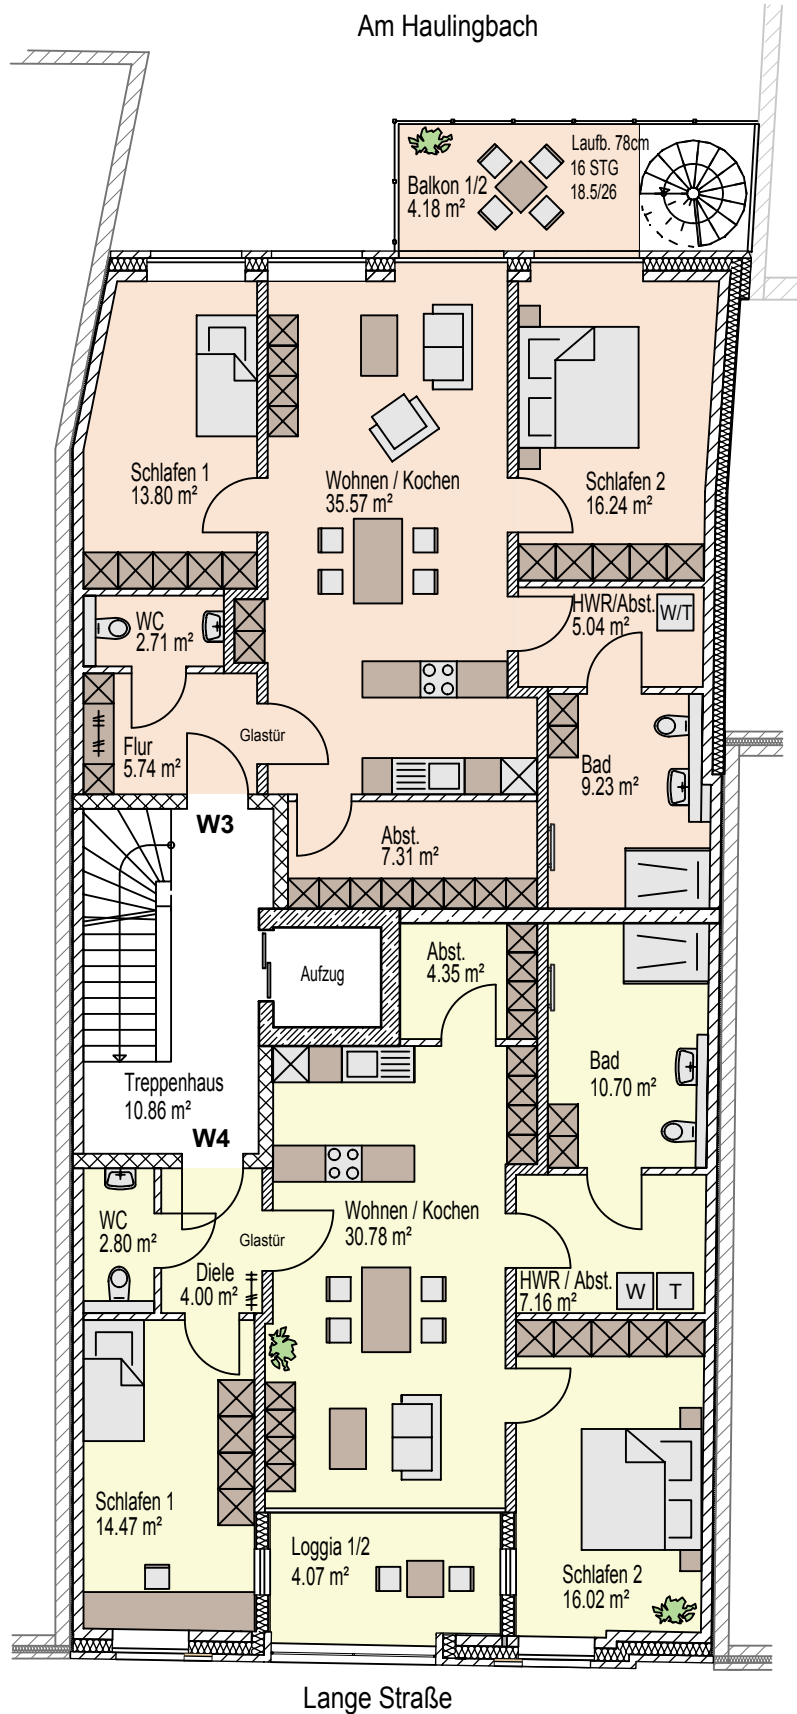 Am Haulingbach
Laufb. 78cm
16 STG
18.5/26
Balkon 1/2
4.18 m²
Schlafen 1
13.80 m²
Wohnen / Kochen
35.57 m²
Schlafen 2
16.24 m²
WC
2.71 m²
HWR/Abst.
5.04 m²
W/T
Flur
5.74 m²
Glastür
Bad
9.23 m²
W3
Abst.
7.31 m²
Aufzug
Abst.
4.35 m²
Treppenhaus
10.86 m²
Bad
10.70 m²
W4
WC
2.80 m²
Glastür
Wohnen / Kochen
30.78 m²
Diele
4.00 m²
HWR / Abst.
7.16 m²
W
T
Schlafen 1
14.47 m²
Loggia 1/2
4.07 m²
Schlafen 2
16.02 m²
Lange Straße